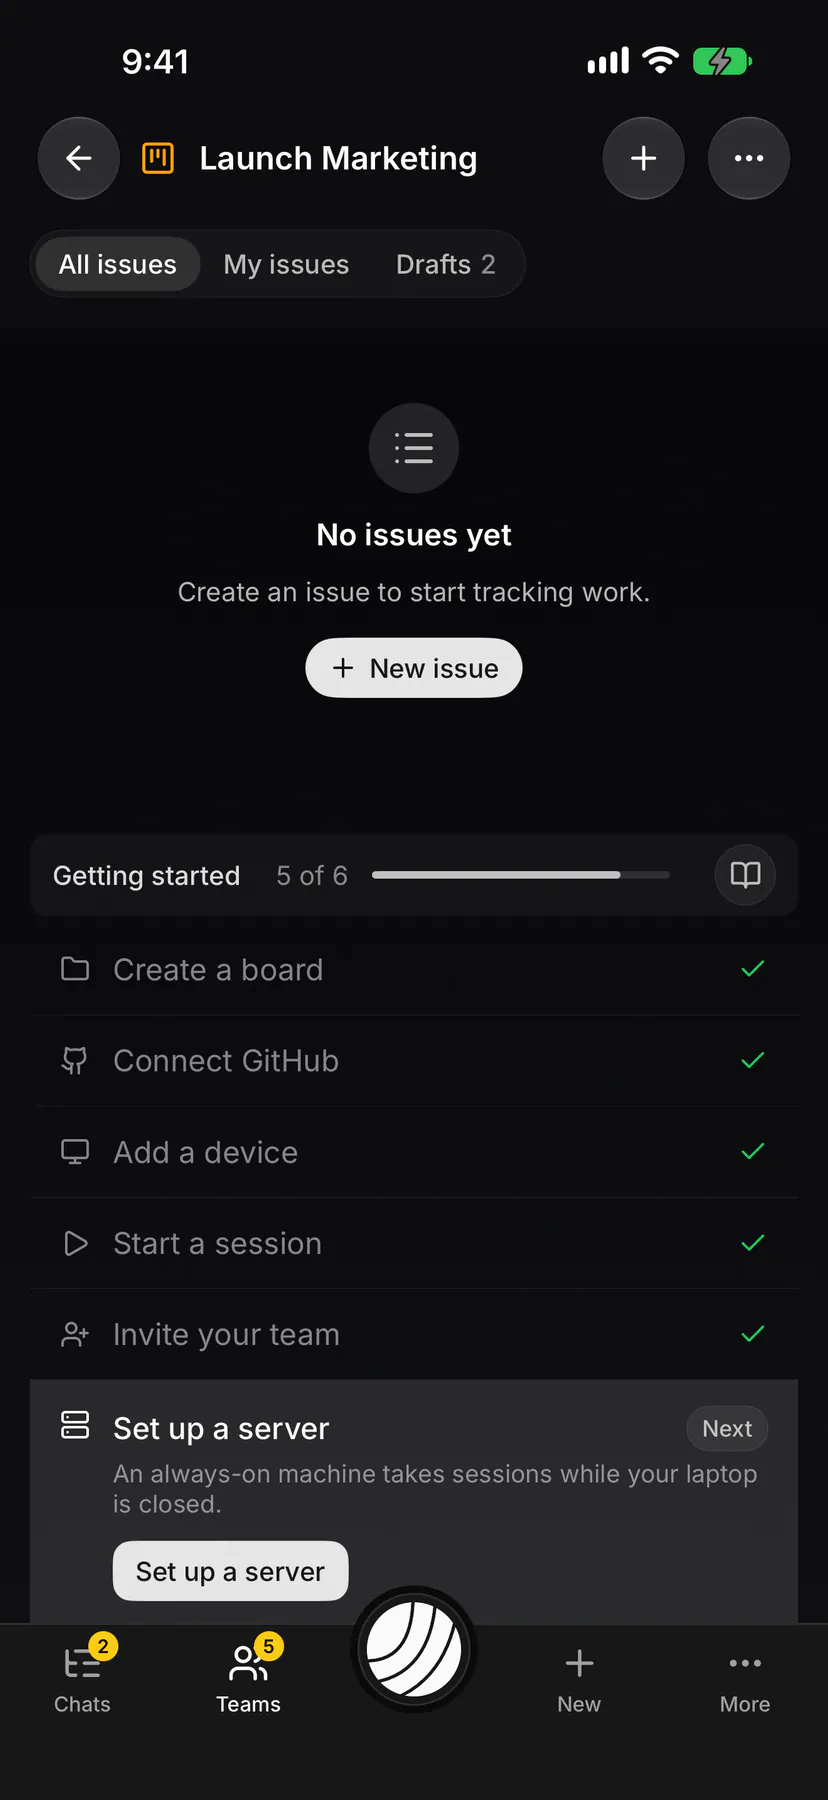 9:41
Launch Marketing
All issues
My issues
Drafts 2
No issues yet
Create an issue to start tracking work.
New issue
Getting started
5 of 6
Create a board
Connect GitHub
Add a device
Start a session
Invite your team
Set up a server
Next
An always-on machine takes sessions while your laptop
is closed.
Set up a server
2
5
Chats
Teams
New
More